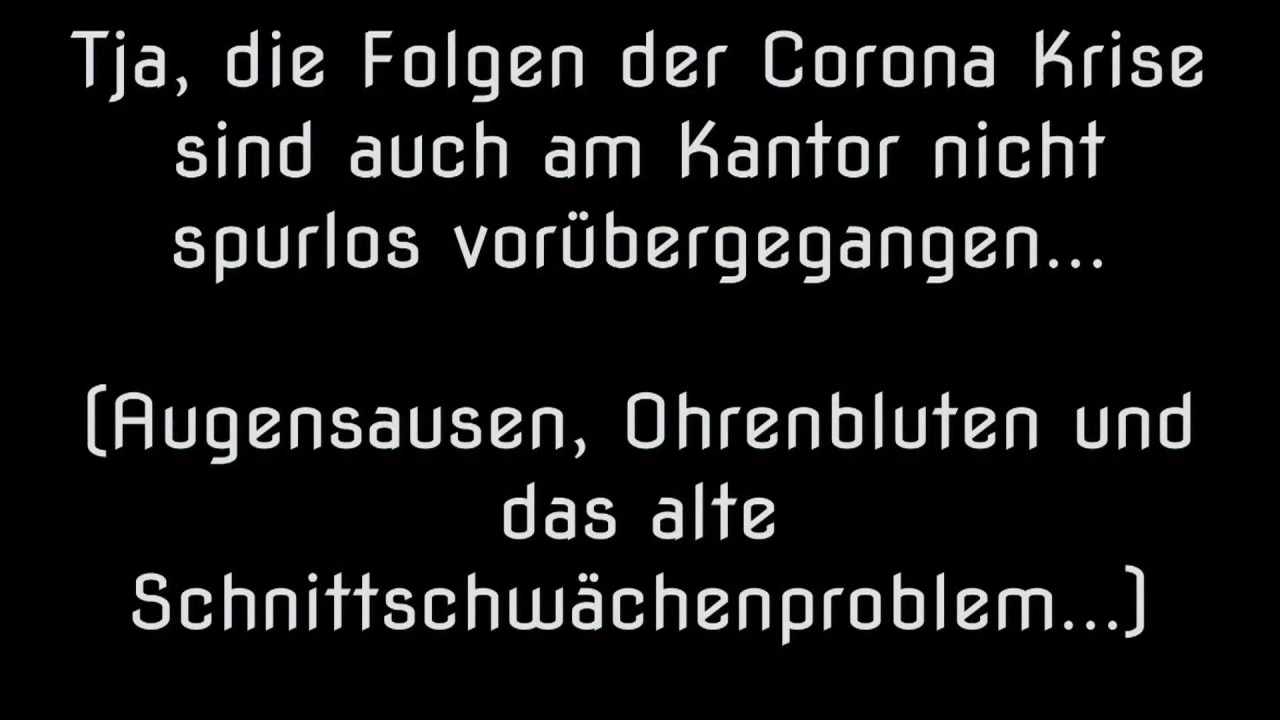 Tja, die Folgen der Corona Krise
sind auch am Kantor nicht
spurlos vorübergegangen...
(Augensausen, Ohrenbluten und
das alte
Schnittschwächenproblem...)